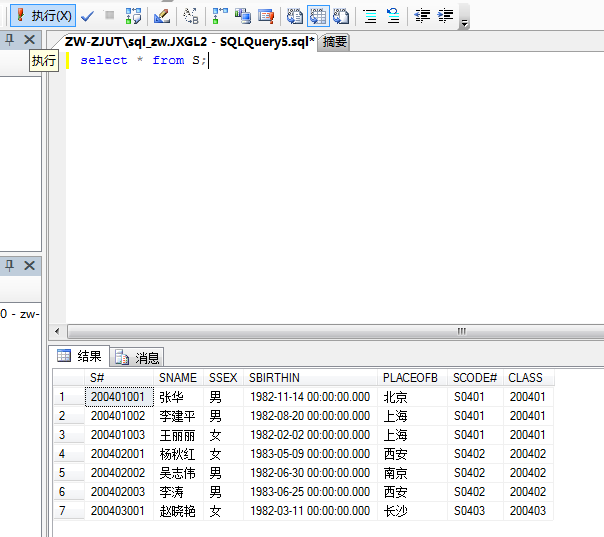 执行(X)
ZW-ZJUT\sql_zw.JXGL2 - SQLQuery5.sql* 摘要
执行
select * from S;
0 - zw-
结果 消息
S# SNAME SSEX SBIRTHIN PLACEOFB SCODE# CLASS
1 200401001 张华 男 1982-11-14 00:00:00.000 北京 S0401 200401
2 200401002 李建平 男 1982-08-20 00:00:00.000 上海 S0401 200401
3 200401003 王丽丽 女 1982-02-02 00:00:00.000 上海 S0401 200401
4 200402001 杨秋红 女 1983-05-09 00:00:00.000 西安 S0402 200402
5 200402002 吴志伟 男 1982-06-30 00:00:00.000 南京 S0402 200402
6 200402003 李涛 男 1983-06-25 00:00:00.000 西安 S0402 200402
7 200403001 赵晓艳 女 1982-03-11 00:00:00.000 长沙 S0403 200403